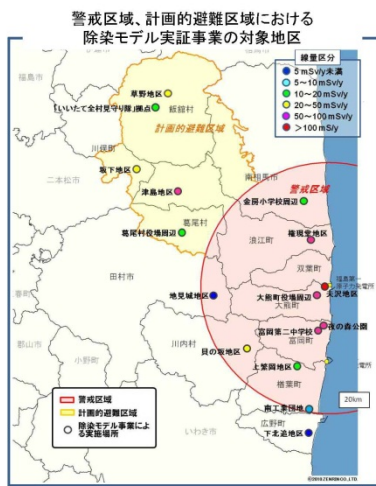 警戒区域、計画的避難区域における
除染モデル実証事業の対象地区
線量区分
5 mSv/y未満
5~10mSv/y
10~20mSv/y
20~50mSv/y
50~100mSv/y
>100mS/y
福島市
草野地区
「いいたて全村見守り隊」拠点
飯舘村
計画的避難区域
川俣町
坂下地区
二本松市
南相馬市
津島地区
警戒区域
金房小学校周辺
葛尾村
浪江町
権現堂地区
葛尾村役場周辺
双葉町
田村市
福島第一
原子力発電所
地見城地区
大熊町役場周辺
夫沢地区
大熊町
夜の森公園
富岡第二中学校
川内村
富岡町
郡山市
貝の坂地区
小野町
上繁岡地区
楢葉町
警戒区域
計画的避難区域
除染モデル事業によ
る実施場所
20km
南工業団地
いわき市
広野町
下北迫地区